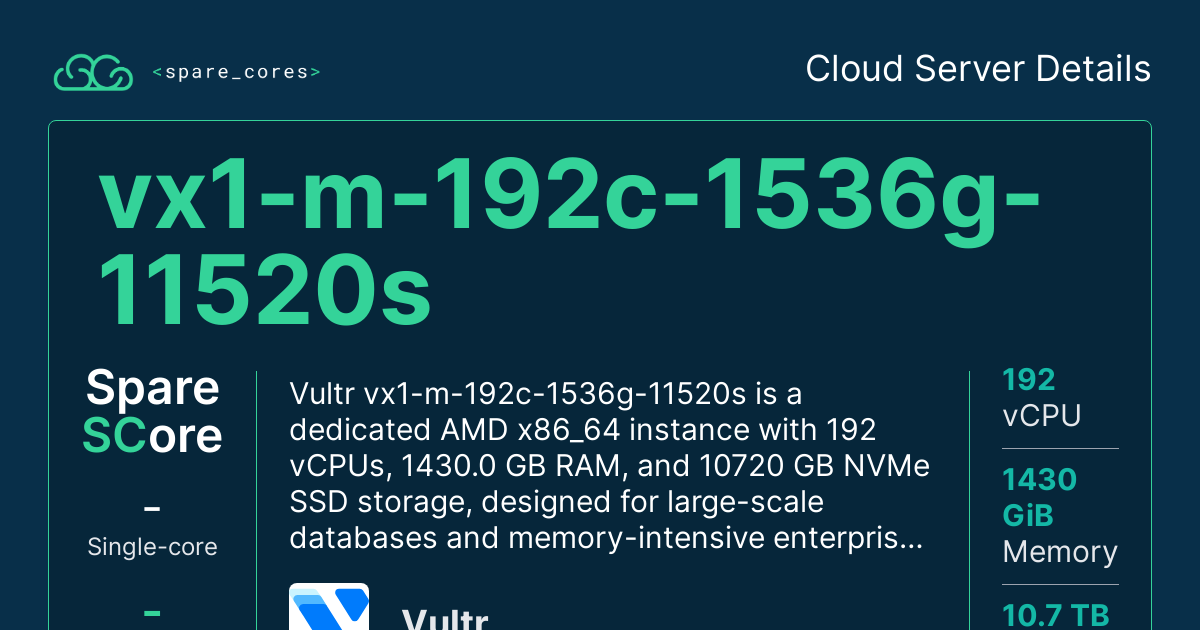 <spare_cores>
Cloud Server Details
vx1-m-192c-1536g-
11520s
Spare
SCore
-
Single-core
-
Vultr vx1-m-192c-1536g-11520s is a
dedicated AMD x86_64 instance with 192
vCPUs, 1430.0 GB RAM, and 10720 GB NVMe
SSD storage, designed for large-scale
databases and memory-intensive enterpris...
Vultr
192
vCPU
1430
GiB
Memory
10.7 TB